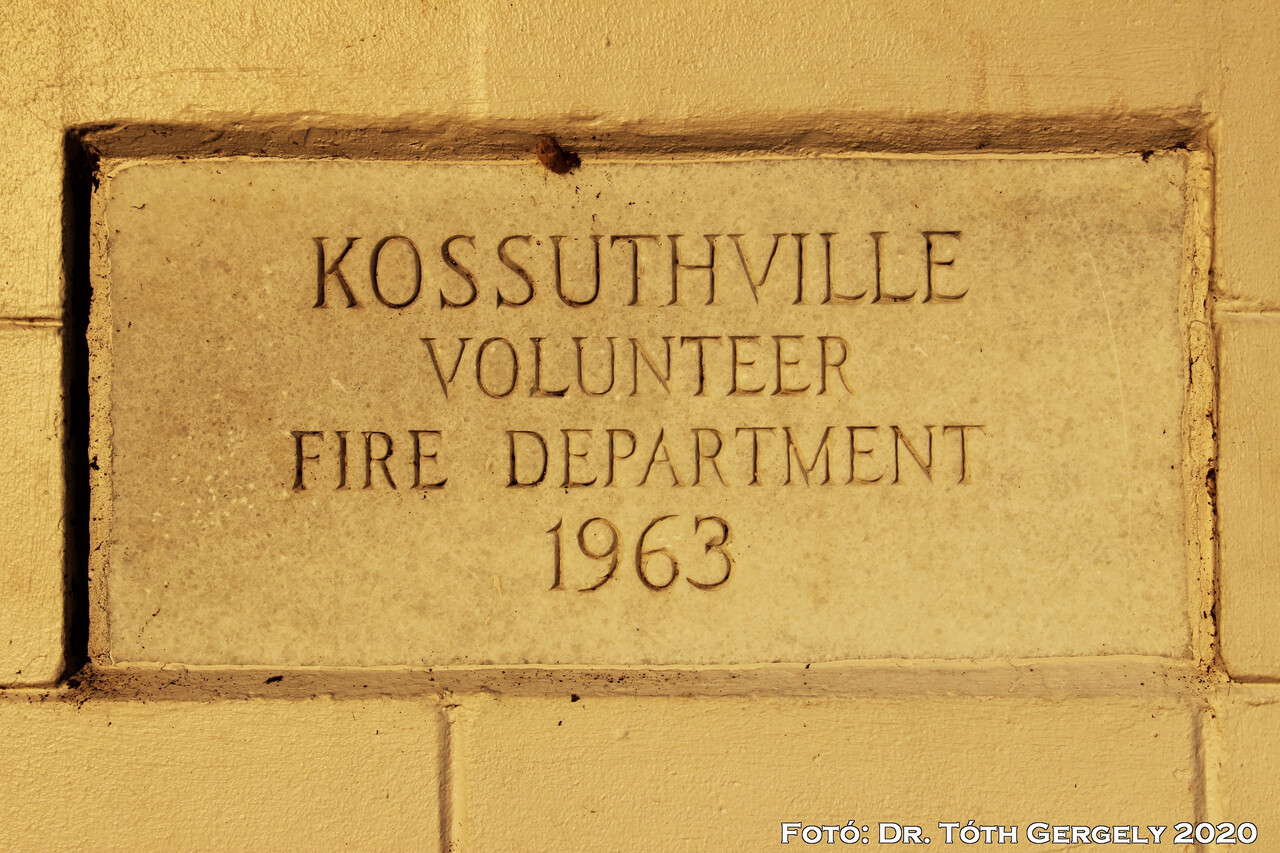 KOSSUTHVILLE
VOLUNTEER
FIRE DEPARTMENT
1963
Fotó: Dr. Tóth Gergely 2020